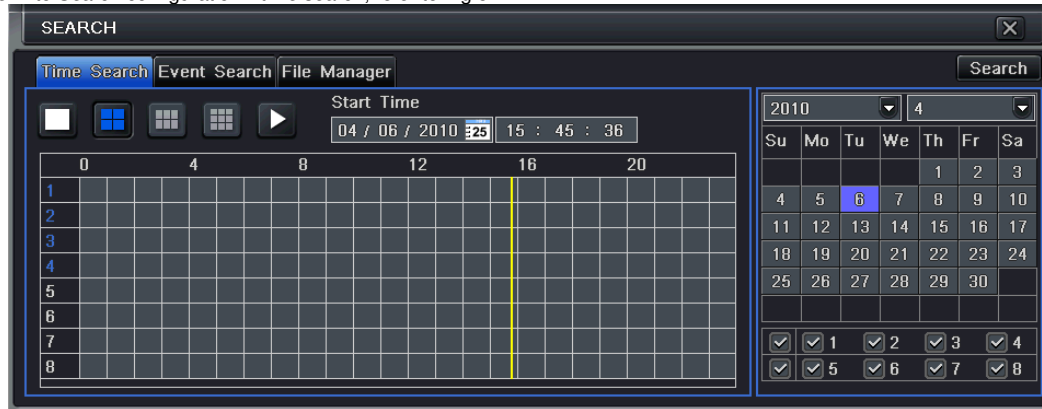 SEARCH
Time Search Event Search File Manager Search
Start Time
04 / 06 / 2010 25 15 : 45 : 36
0 4 8 12 16 20
1
2
3
4
5
6
7
8
2010 4
Su Mo Tu We Th Fr Sa
1 2 3
4 5 6 7 8 9 10
11 12 13 14 15 16 17
18 19 20 21 22 23 24
25 26 27 28 29 30
1 2 3 4
5 6 7 8